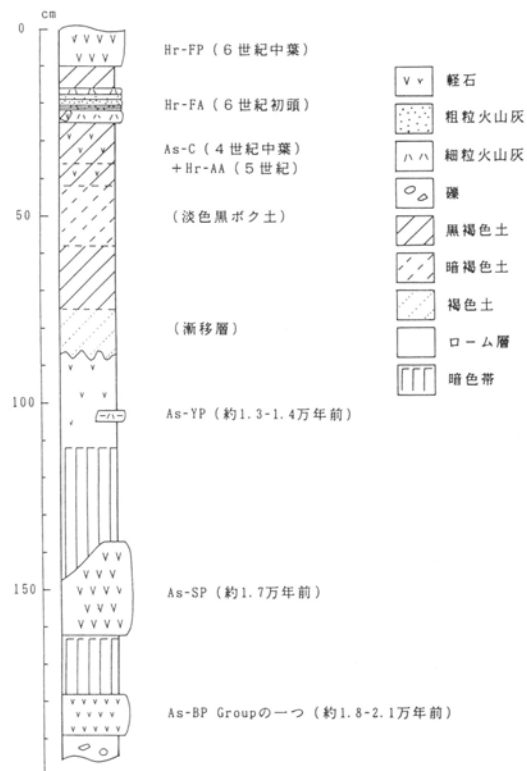 cm
0
Hr-FP (6世紀中葉)
Hr-FA (6世紀初頭)
As-C (4世紀中葉)
+Hr-AA (5世紀)
50
(淡色黒ボク土)
(漸移層)
100
As-YP (約1.3-1.4万年前)
150
As-SP (約1.7万年前)
As-BP Groupの一つ (約1.8-2.1万年前)
軽石
粗粒火山灰
細粒火山灰
礫
黒褐色土
暗褐色土
褐色土
ローム層
暗色帯